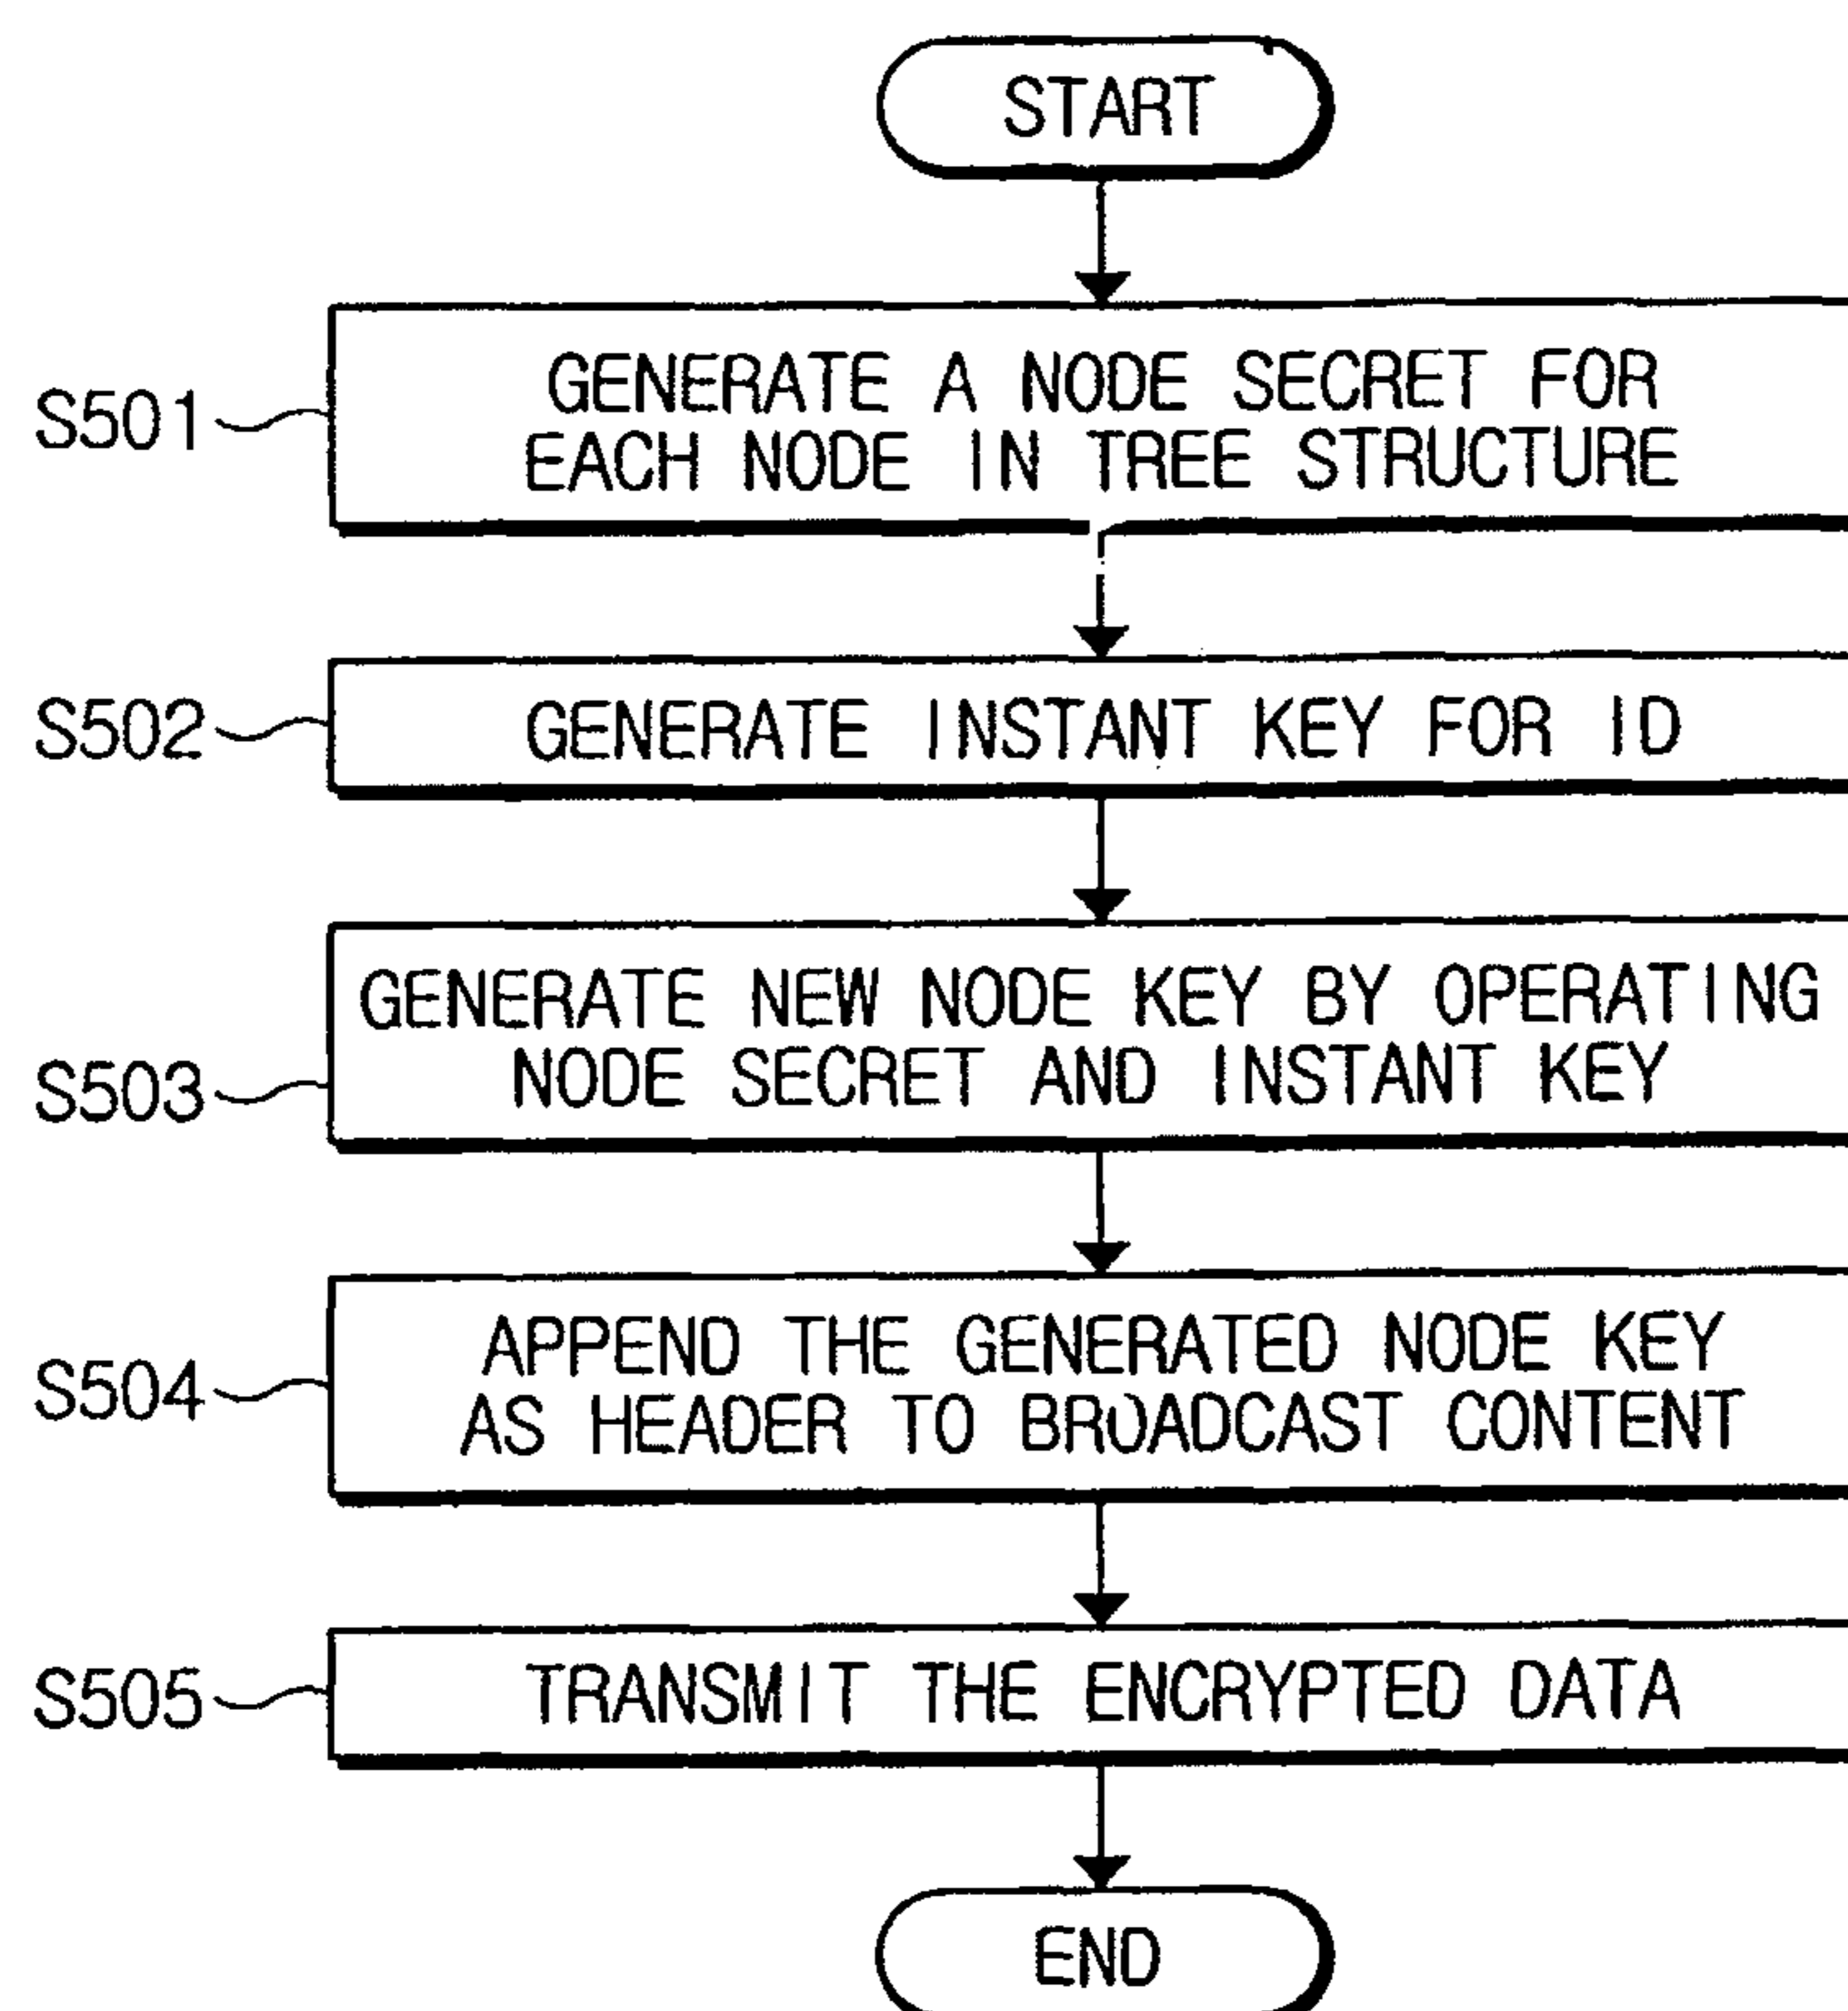 START
S501
GENERATE A NODE SECRET FOR
EACH NODE IN TREE STRUCTURE
S502
GENERATE INSTANT KEY FOR ID
S503
GENERATE NEW NODE KEY BY OPERATING
NODE SECRET AND INSTANT KEY
S504
APPEND THE GENERATED NODE KEY
AS HEADER TO BROADCAST CONTENT
S505
TRANSMIT THE ENCRYPTED DATA
END